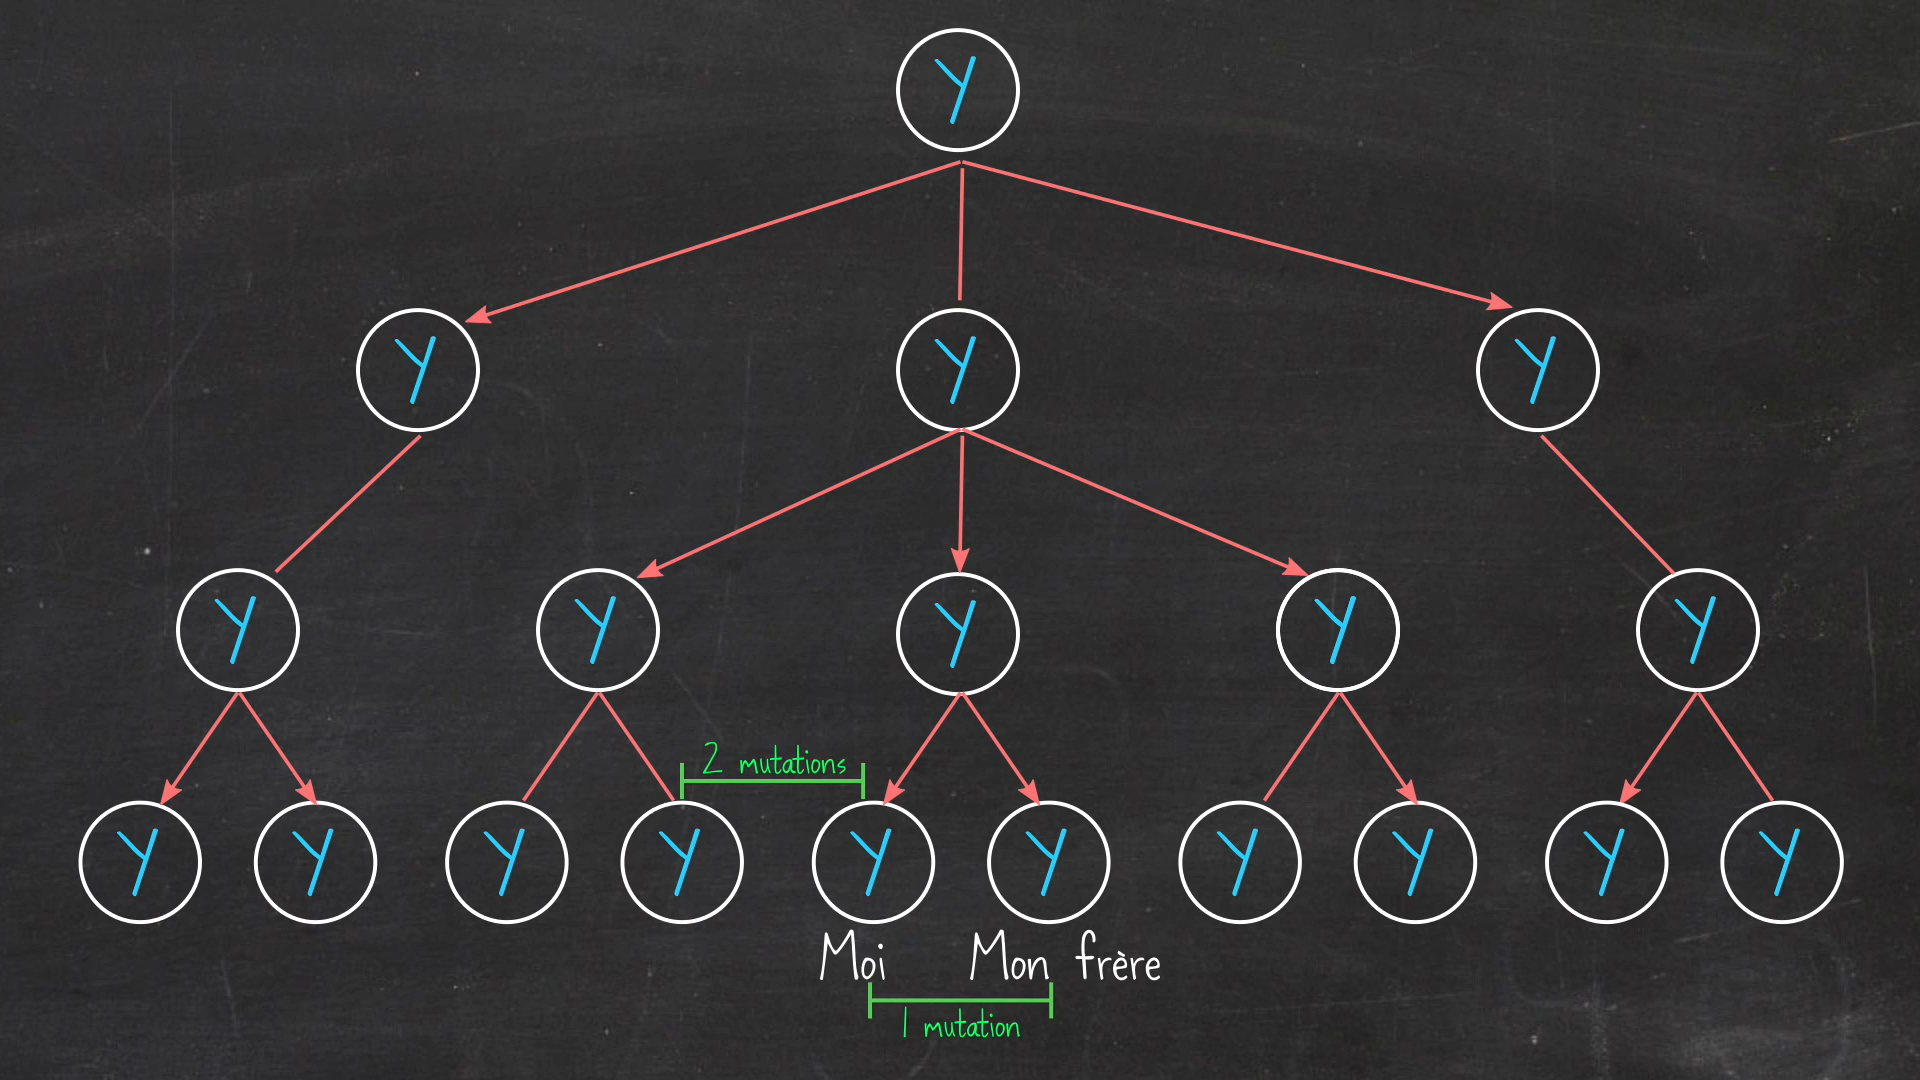 Y
Y Y Y
Y Y Y Y Y
2 mutations
Y Y Y Y Y Y Y Y Y Y
Moi Mon frère
1 mutation